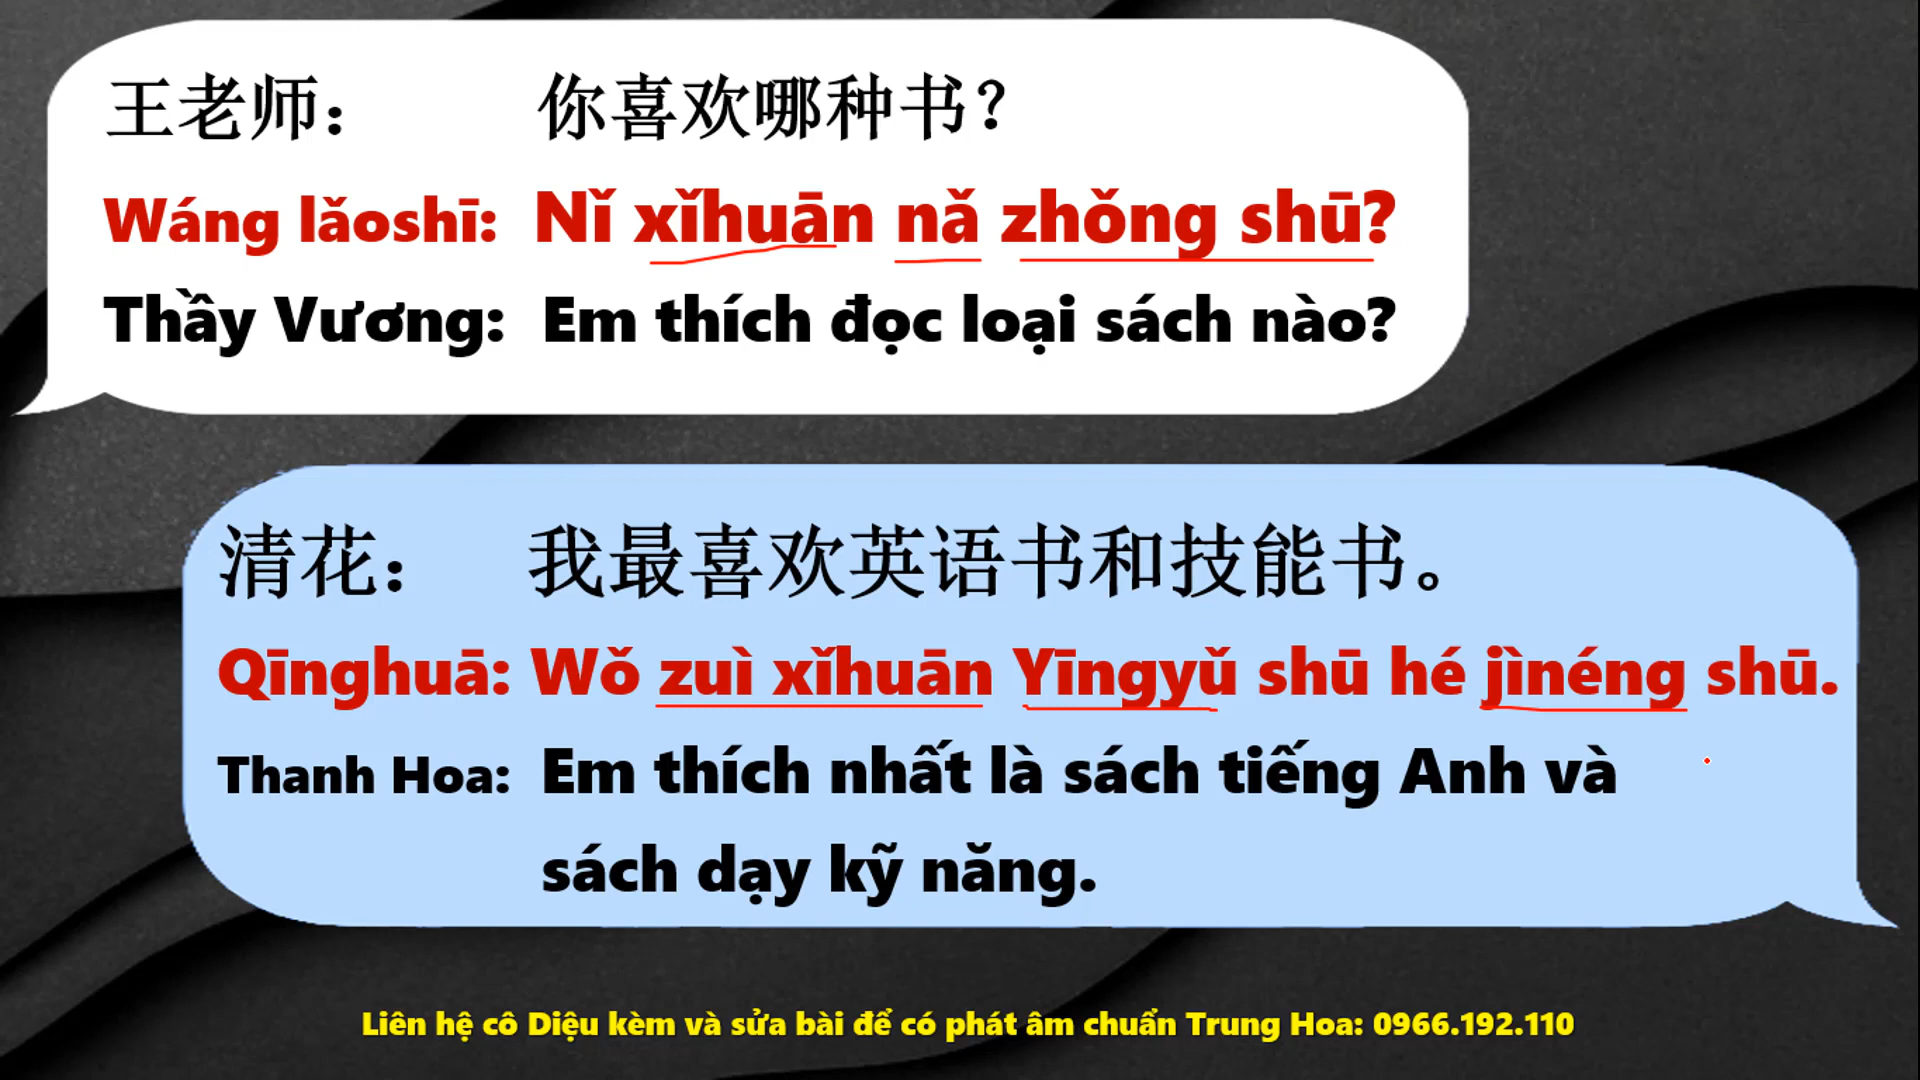 王老师： 你喜欢哪种书？
Wáng lǎoshī: Nǐ xǐhuān nǎ zhǒng shū?
Thầy Vương: Em thích đọc loại sách nào?
清花： 我最喜欢英语书和技能书。
Qīnghuā: Wǒ zuì xǐhuān Yīngyǔ shū hé jìnéng shū.
Thanh Hoa: Em thích nhất là sách tiếng Anh và
sách dạy kỹ năng.
Liên hệ cô Diệu kèm và sửa bài để có phát âm chuẩn Trung Hoa: 0966.192.110